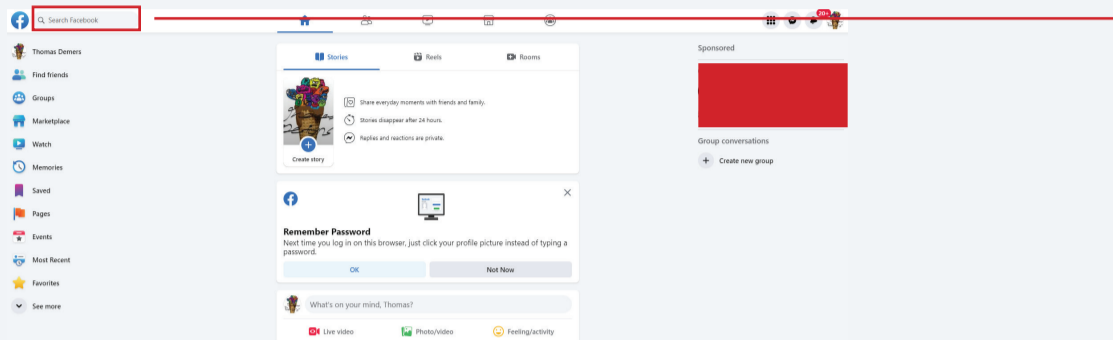 Search Facebook
20+
Thomas Demers
Find friends
Groups
Marketplace
Watch
Memories
Saved
Pages
Events
Most Recent
Favorites
See more
Stories
Reels
Rooms
Share everyday moments with friends and family.
Stories disappear after 24 hours.
Replies and reactions are private.
Create story
Remember Password
Next time you log in on this browser, just click your profile picture instead of typing a
password.
OK
Not Now
What's on your mind, Thomas?
Live video
Photo/video
Feeling/activity
Sponsored
Group conversations
Create new group